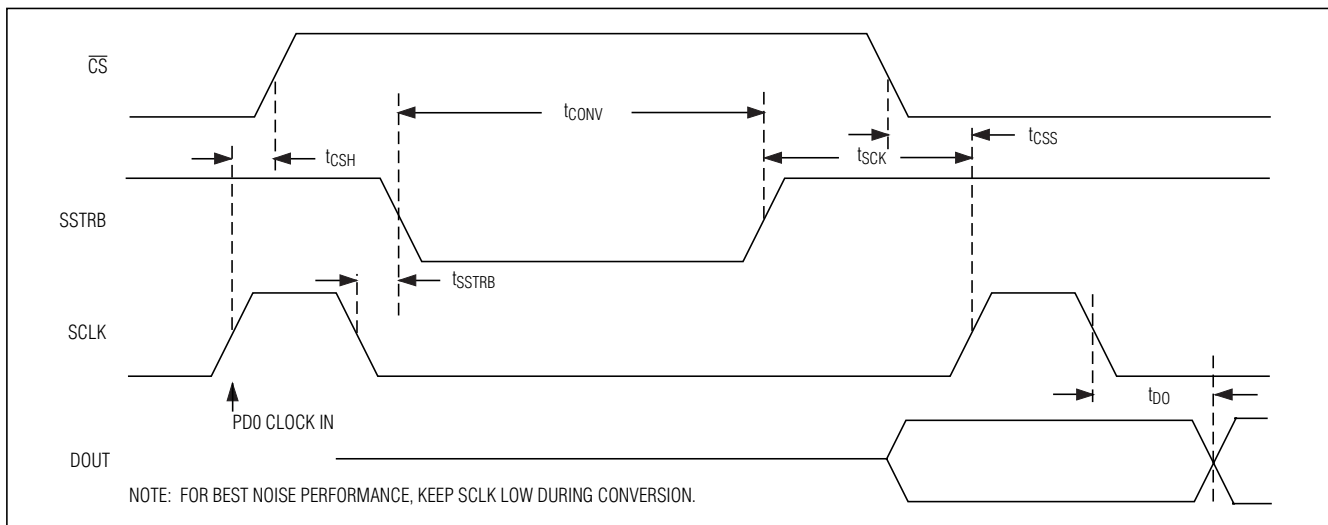 CS
tCONV
tCSS
tCSH
tSCK
SSTRB
tSSTRB
SCLK
tDO
PD0 CLOCK IN
DOUT
NOTE: FOR BEST NOISE PERFORMANCE, KEEP SCLK LOW DURING CONVERSION.